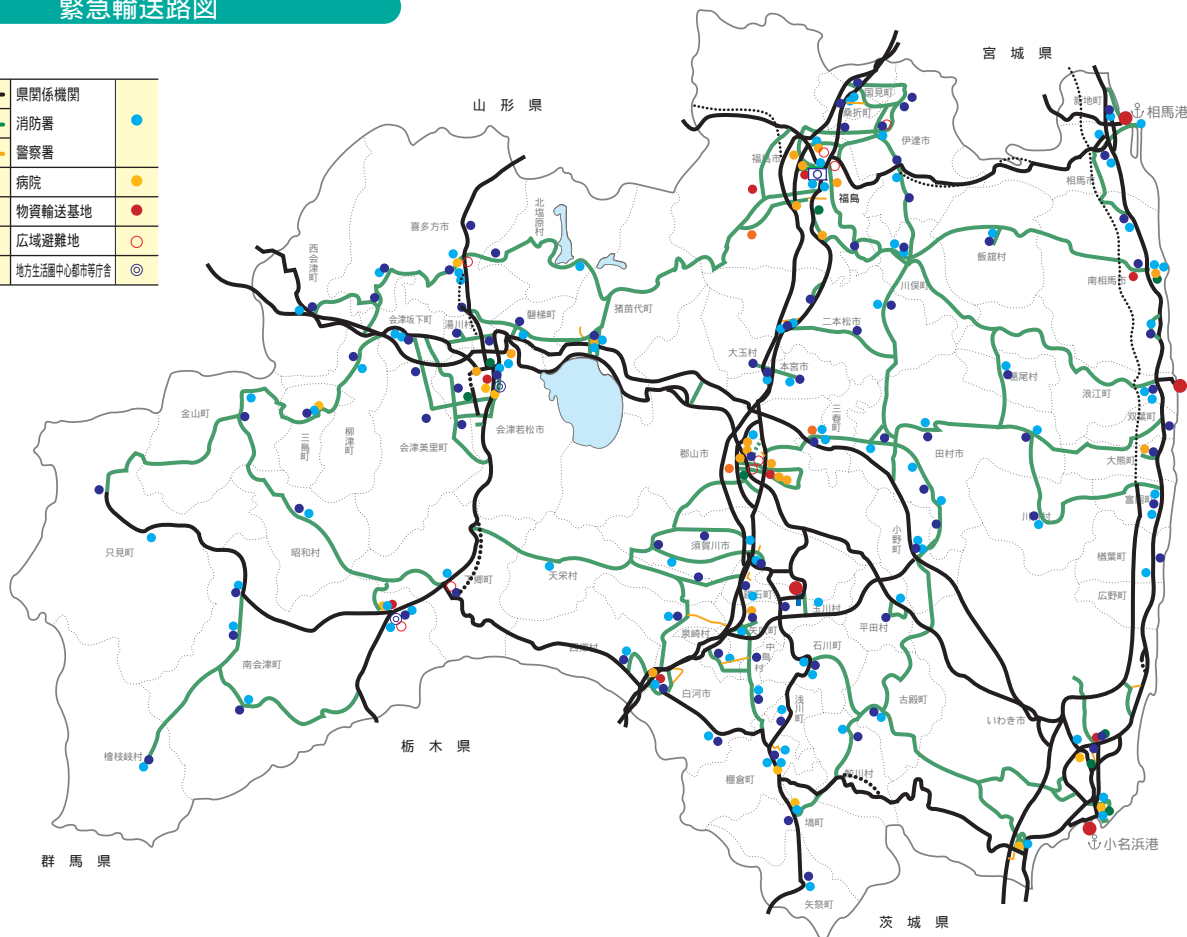 緊急輸送路図
県関係機関
消防署
警察署
病院
物資輸送基地
広域避難地
地方生活圏中心都市等庁舎
宮城県
山形県
相馬港
新地町
国見町
桑折町
伊達市
福島市
福島
相馬市
北塩原村
喜多方市
西会津町
飯舘村
南相馬市
川俣町
猪苗代町
磐梯町
湯川村
会津坂下町
二本松市
大玉村
本宮市
葛尾村
浪江町
双葉町
金山町
三島町
柳津町
会津美里町
会津若松市
三春町
郡山市
田村市
大熊町
富岡町
川内村
只見町
昭和村
須賀川市
小野町
楢葉町
天栄村
下郷町
広野町
鏡石町
玉川村
平田村
泉崎村
矢吹町
中島村
石川町
西郷村
南会津町
白河市
浅川町
古殿町
いわき市
栃木県
檜枝岐村
棚倉町
鮫川村
塙町
小名浜港
群馬県
矢祭町
茨城県